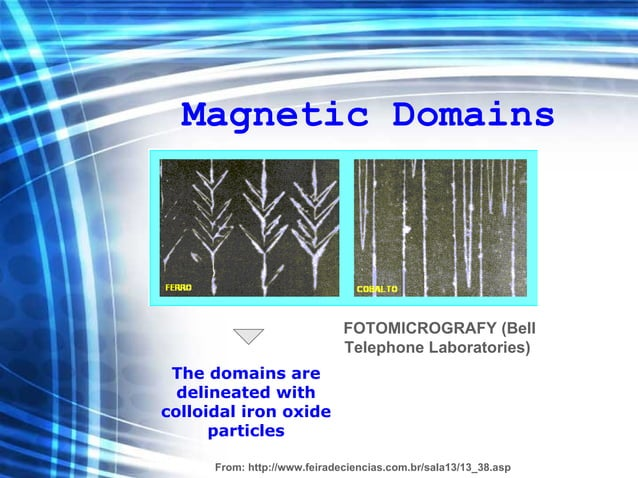 Magnetic Domains
FERRO
COBALTO
FOTOMICROGRAFY (Bell
Telephone Laboratories)
The domains are
delineated with
colloidal iron oxide
particles
From: http://www.feiradeciencias.com.br/sala13/13_38.asp